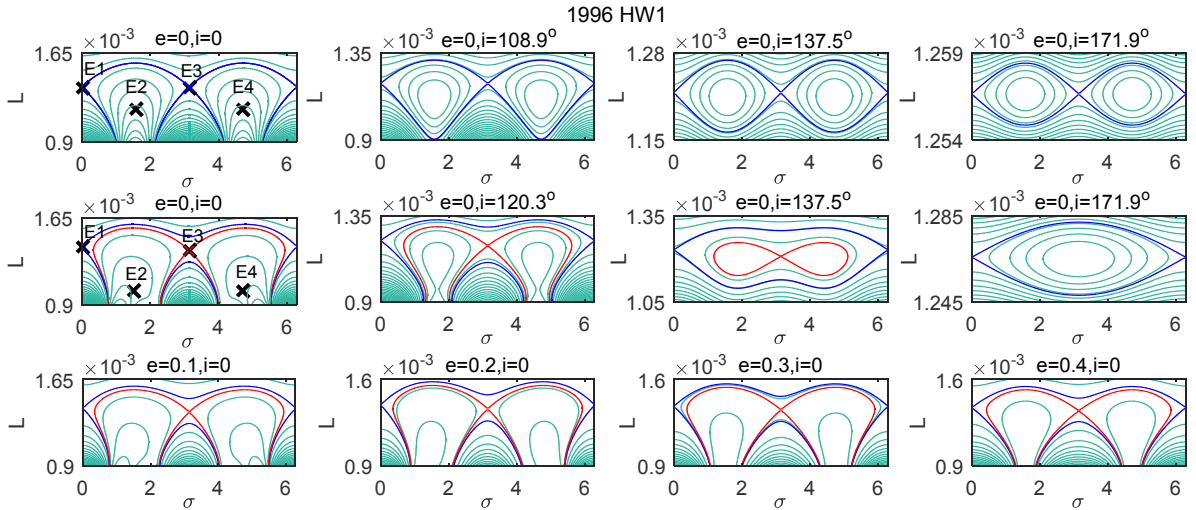 1996 HW1
×10⁻³ e=0,i=0
1.65
0.9
L
E1
E2
E3
E4
0 2 4 6
σ
×10⁻³ e=0,i=108.9º
1.35
0.9
L
0 2 4 6
σ
×10⁻³ e=0,i=137.5º
1.28
1.15
L
0 2 4 6
σ
×10⁻³ e=0,i=171.9º
1.259
1.254
L
0 2 4 6
σ
×10⁻³ e=0,i=0
1.65
0.9
L
E1
E2
E3
E4
0 2 4 6
σ
×10⁻³ e=0,i=120.3º
1.35
0.9
L
0 2 4 6
σ
×10⁻³ e=0,i=137.5º
1.35
1.05
L
0 2 4 6
σ
×10⁻³ e=0,i=171.9º
1.285
1.245
L
0 2 4 6
σ
×10⁻³ e=0.1,i=0
1.65
0.9
L
0 2 4 6
σ
×10⁻³ e=0.2,i=0
1.6
0.9
L
0 2 4 6
σ
×10⁻³ e=0.3,i=0
1.6
0.9
L
0 2 4 6
σ
×10⁻³ e=0.4,i=0
1.6
0.9
L
0 2 4 6
σ